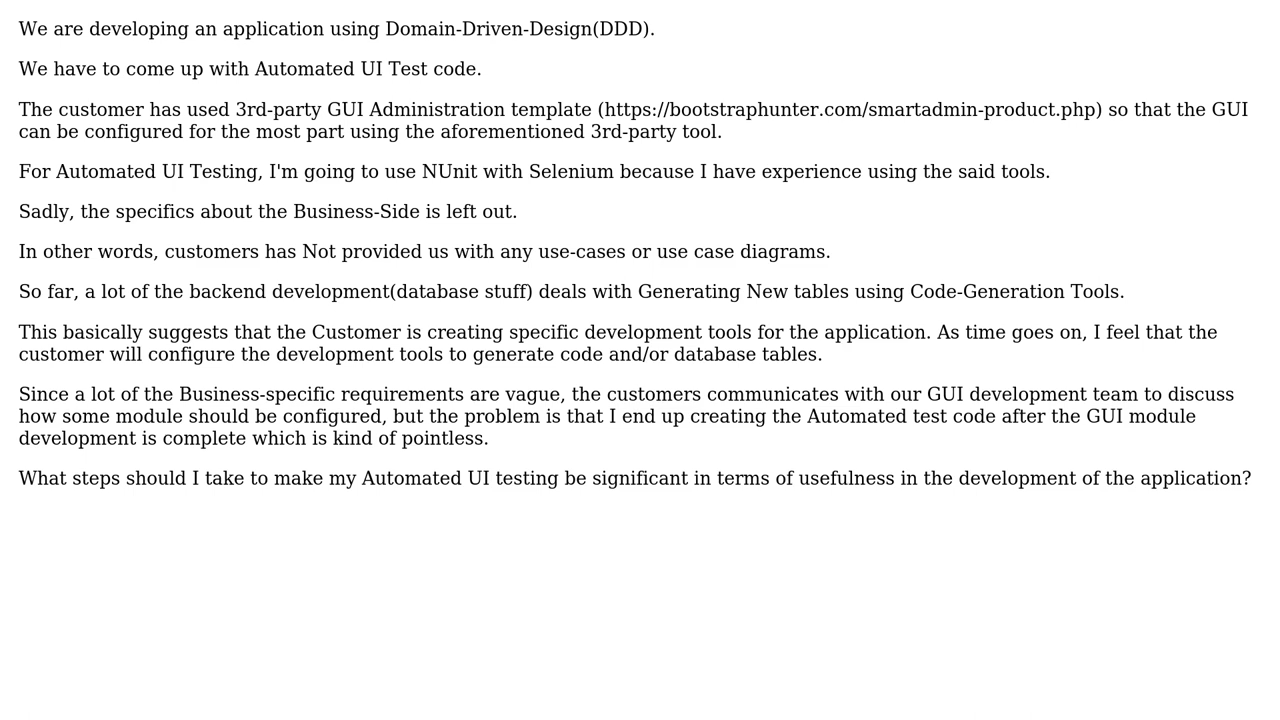 We are developing an application using Domain-Driven-Design(DDD).
We have to come up with Automated UI Test code.
The customer has used 3rd-party GUI Administration template (https://bootstraphunter.com/smartadmin-product.php) so that the GUI
can be configured for the most part using the aforementioned 3rd-party tool.
For Automated UI Testing, I'm going to use NUnit with Selenium because I have experience using the said tools.
Sadly, the specifics about the Business-Side is left out.
In other words, customers has Not provided us with any use-cases or use case diagrams.
So far, a lot of the backend development(database stuff) deals with Generating New tables using Code-Generation Tools.
This basically suggests that the Customer is creating specific development tools for the application. As time goes on, I feel that the
customer will configure the development tools to generate code and/or database tables.
Since a lot of the Business-specific requirements are vague, the customers communicates with our GUI development team to discuss
how some module should be configured, but the problem is that I end up creating the Automated test code after the GUI module
development is complete which is kind of pointless.
What steps should I take to make my Automated UI testing be significant in terms of usefulness in the development of the application?